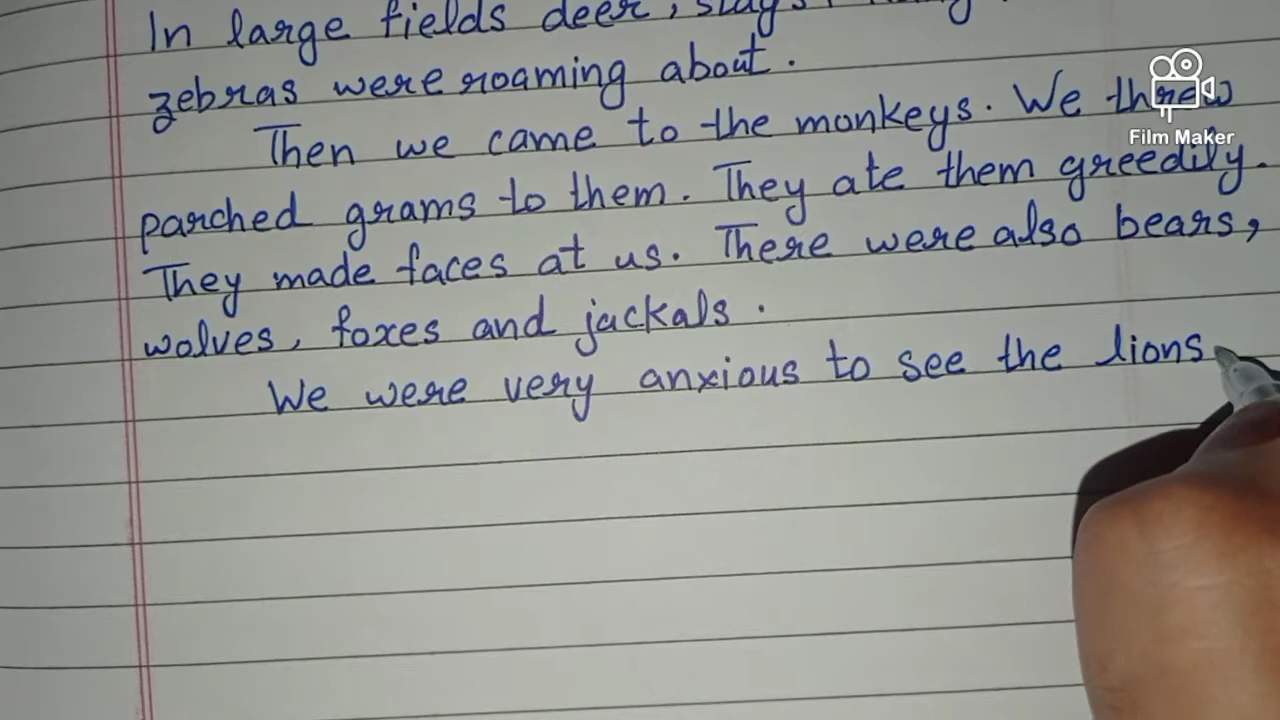 In large fields deer, stags,
zebras were roaming about.
Then we came to the monkeys. We threw
parched grams to them. They ate them greedily.
They made faces at us. There were also bears,
wolves, foxes and jackals.
We were very anxious to see the lions
Film Maker